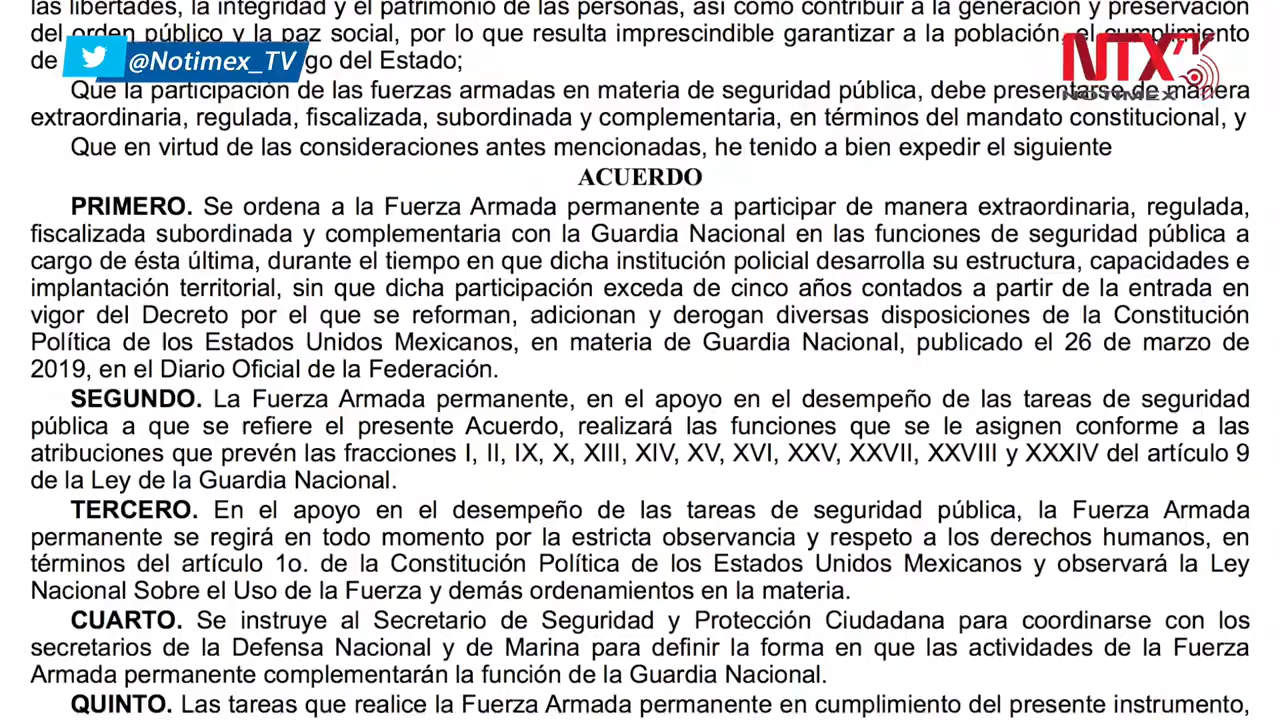 las libertades, la integridad y el patrimonio de las personas, así como contribuir a la generación y preservación
del orden público y la paz social, por lo que resulta imprescindible garantizar a la población, el cumplimiento
de
@Notimex_TV
go del Estado;
NTX
NOTIMEX
Que la participación de las fuerzas armadas en materia de seguridad pública, debe presentarse de manera
extraordinaria, regulada, fiscalizada, subordinada y complementaria, en términos del mandato constitucional, y
Que en virtud de las consideraciones antes mencionadas, he tenido a bien expedir el siguiente
ACUERDO
PRIMERO. Se ordena a la Fuerza Armada permanente a participar de manera extraordinaria, regulada,
fiscalizada subordinada y complementaria con la Guardia Nacional en las funciones de seguridad pública a
cargo de ésta última, durante el tiempo en que dicha institución policial desarrolla su estructura, capacidades e
implantación territorial, sin que dicha participación exceda de cinco años contados a partir de la entrada en
vigor del Decreto por el que se reforman, adicionan y derogan diversas disposiciones de la Constitución
Política de los Estados Unidos Mexicanos, en materia de Guardia Nacional, publicado el 26 de marzo de
2019, en el Diario Oficial de la Federación.
SEGUNDO. La Fuerza Armada permanente, en el apoyo en el desempeño de las tareas de seguridad
pública a que se refiere el presente Acuerdo, realizará las funciones que se le asignen conforme a las
atribuciones que prevén las fracciones I, II, IX, X, XIII, XIV, XV, XVI, XXV, XXVII, XXVIII y XXXIV del artículo 9
de la Ley de la Guardia Nacional.
TERCERO. En el apoyo en el desempeño de las tareas de seguridad pública, la Fuerza Armada
permanente se regirá en todo momento por la estricta observancia y respeto a los derechos humanos, en
términos del artículo 1o. de la Constitución Política de los Estados Unidos Mexicanos y observará la Ley
Nacional Sobre el Uso de la Fuerza y demás ordenamientos en la materia.
CUARTO. Se instruye al Secretario de Seguridad y Protección Ciudadana para coordinarse con los
secretarios de la Defensa Nacional y de Marina para definir la forma en que las actividades de la Fuerza
Armada permanente complementarán la función de la Guardia Nacional.
QUINTO. Las tareas que realice la Fuerza Armada permanente en cumplimiento del presente instrumento,